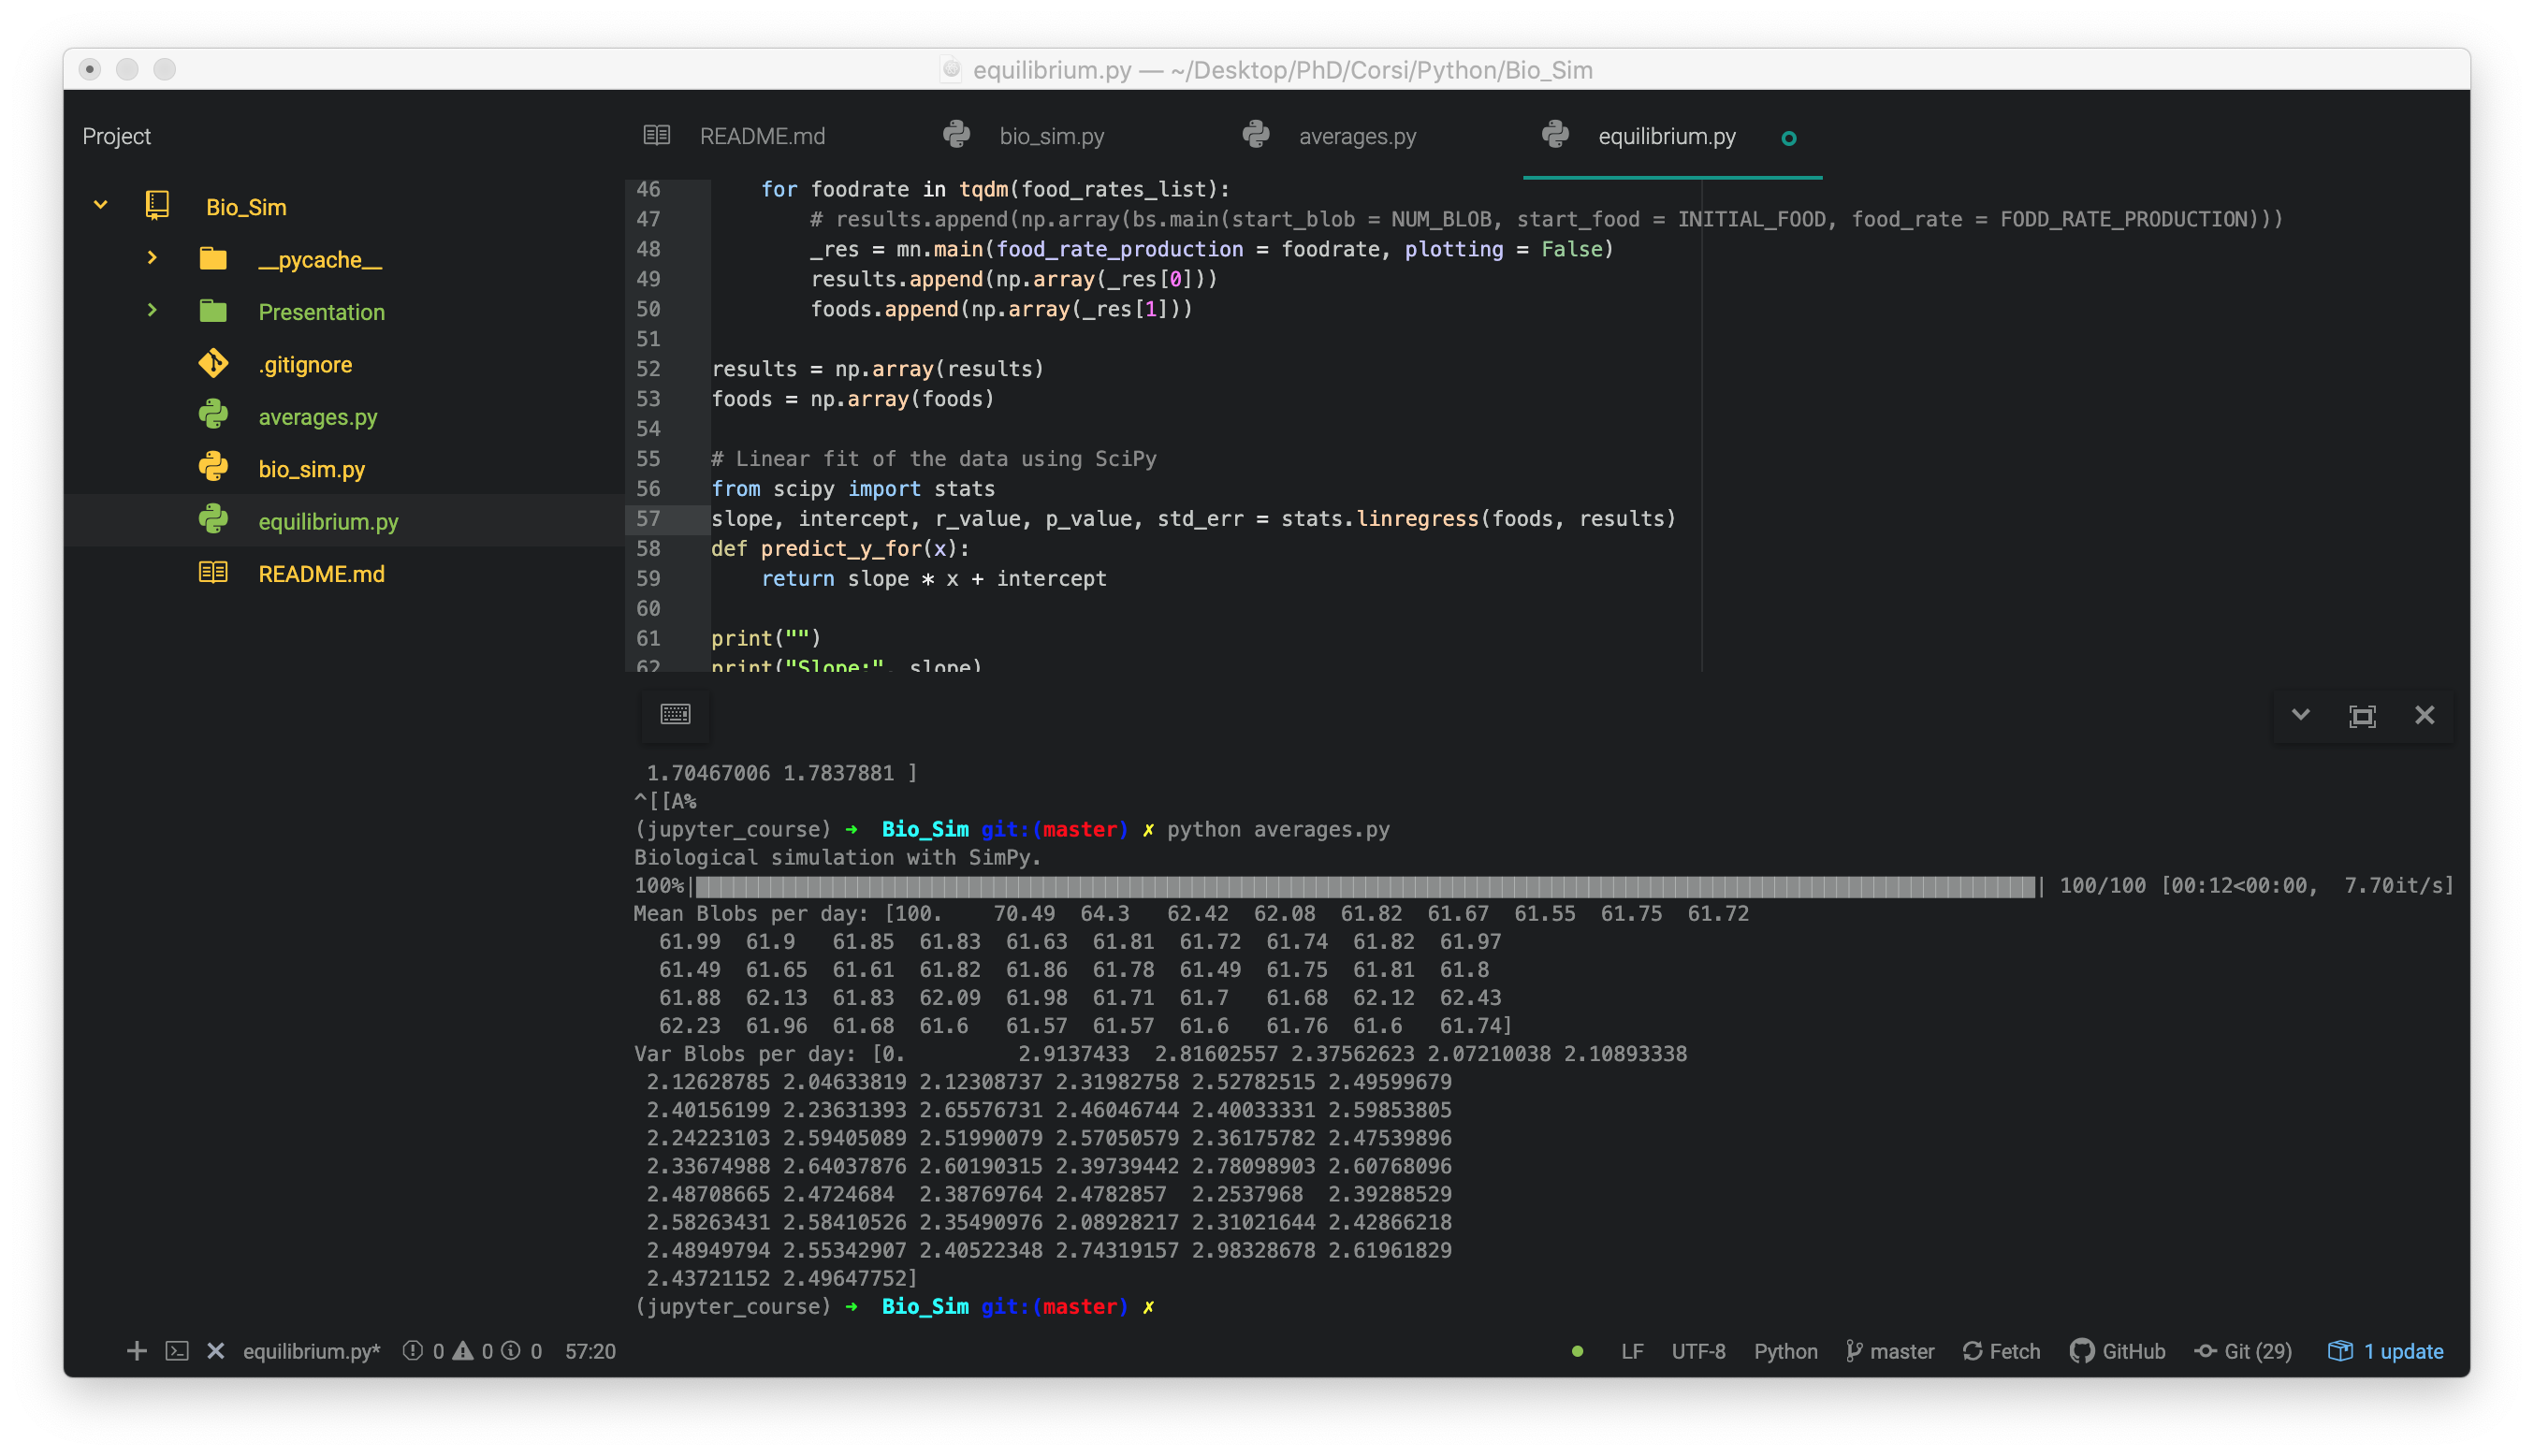 equilibrium.py — ~/Desktop/PhD/Corsi/Python/Bio_Sim
Project
Bio_Sim
__pycache__
Presentation
.gitignore
averages.py
bio_sim.py
equilibrium.py
README.md
README.md bio_sim.py averages.py equilibrium.py
46 for foodrate in tqdm(food_rates_list):
47 # results.append(np.array(bs.main(start_blob = NUM_BLOB, start_food = INITIAL_FOOD, food_rate = FODD_RATE_PRODUCTION)))
48 _res = mn.main(food_rate_production = foodrate, plotting = False)
49 results.append(np.array(_res[0]))
50 foods.append(np.array(_res[1]))
51
52 results = np.array(results)
53 foods = np.array(foods)
54
55 # Linear fit of the data using SciPy
56 from scipy import stats
57 slope, intercept, r_value, p_value, std_err = stats.linregress(foods, results)
58 def predict_y_for(x):
59 return slope * x + intercept
60
61 print("")
62 print("Slope:", slope)
1.70467006 1.7837881 ]
^[[A%
(jupyter_course) ➜ Bio_Sim git:(master) ✗ python averages.py
Biological simulation with SimPy.
100%| | 100/100 [00:12<00:00, 7.70it/s]
Mean Blobs per day: [100. 70.49 64.3 62.42 62.08 61.82 61.67 61.55 61.75 61.72
61.99 61.9 61.85 61.83 61.63 61.81 61.72 61.74 61.82 61.97
61.49 61.65 61.61 61.82 61.86 61.78 61.49 61.75 61.81 61.8
61.88 62.13 61.83 62.09 61.98 61.71 61.7 61.68 62.12 62.43
62.23 61.96 61.68 61.6 61.57 61.57 61.6 61.76 61.6 61.74]
Var Blobs per day: [0. 2.9137433 2.81602557 2.37562623 2.07210038 2.10893338
2.12628785 2.04633819 2.12308737 2.31982758 2.52782515 2.49599679
2.40156199 2.23631393 2.65576731 2.46046744 2.40033331 2.59853805
2.24223103 2.59405089 2.51990079 2.57050579 2.36175782 2.47539896
2.33674988 2.64037876 2.60190315 2.39739442 2.78098903 2.60768096
2.48708665 2.4724684 2.38769764 2.4782857 2.2537968 2.39288529
2.58263431 2.58410526 2.35490976 2.08928217 2.31021644 2.42866218
2.48949794 2.55342907 2.40522348 2.74319157 2.98328678 2.61961829
2.43721152 2.49647752]
(jupyter_course) ➜ Bio_Sim git:(master) ✗
equilibrium.py* 0 0 0 57:20 LF UTF-8 Python master Fetch GitHub Git (29) 1 update